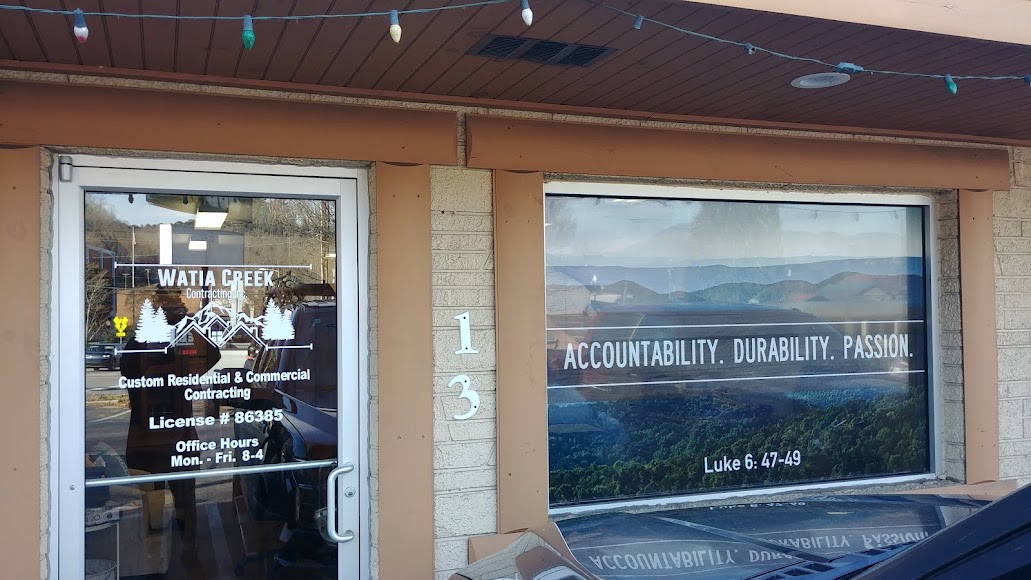 WATIA CREEK
Contracting Inc.
Custom Residential & Commercial
Contracting
License # 86385
Office Hours
Mon. - Fri. 8-4
1
3
ACCOUNTABILITY. DURABILITY. PASSION.
Luke 6: 47-49